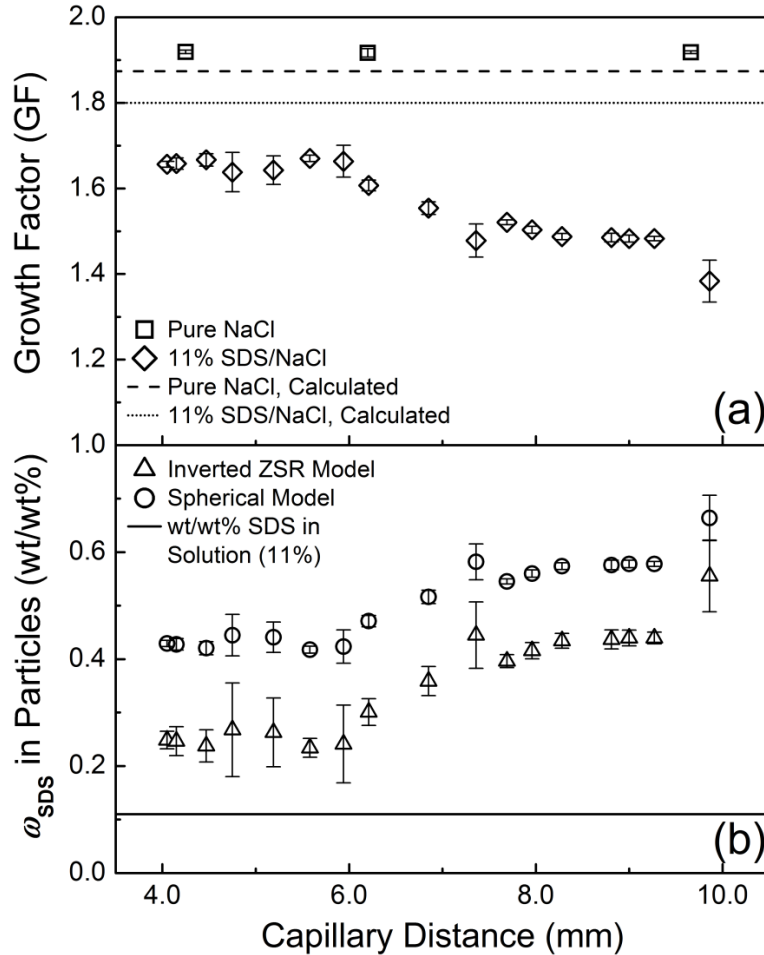 2.0
1.8
1.6
1.4
1.2
1.0
Growth Factor (GF)
Pure NaCl
11% SDS/NaCl
Pure NaCl, Calculated
11% SDS/NaCl, Calculated
(a)
Inverted ZSR Model
Spherical Model
wt/wt% SDS in
Solution (11%)
0.8
0.6
0.4
0.2
0.0
ω_SDS in Particles (wt/wt%)
(b)
4.0 6.0 8.0 10.0
Capillary Distance (mm)